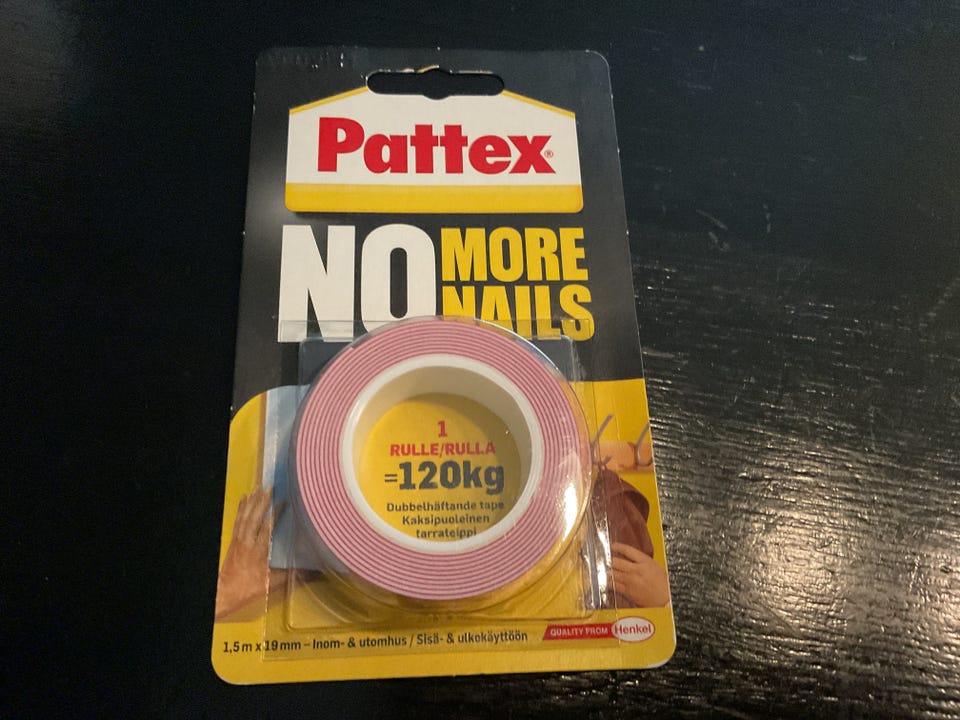 Pattex®
NO MORE
NAILS
1
RULLE/RULLA
=120kg
Dubbelhäftande tape
Kaksipuoleinen
tarrateippi
QUALITY FROM Henkel
1,5 m x 19 mm – Inom- & utomhus / Sisä- & ulkokäyttöön